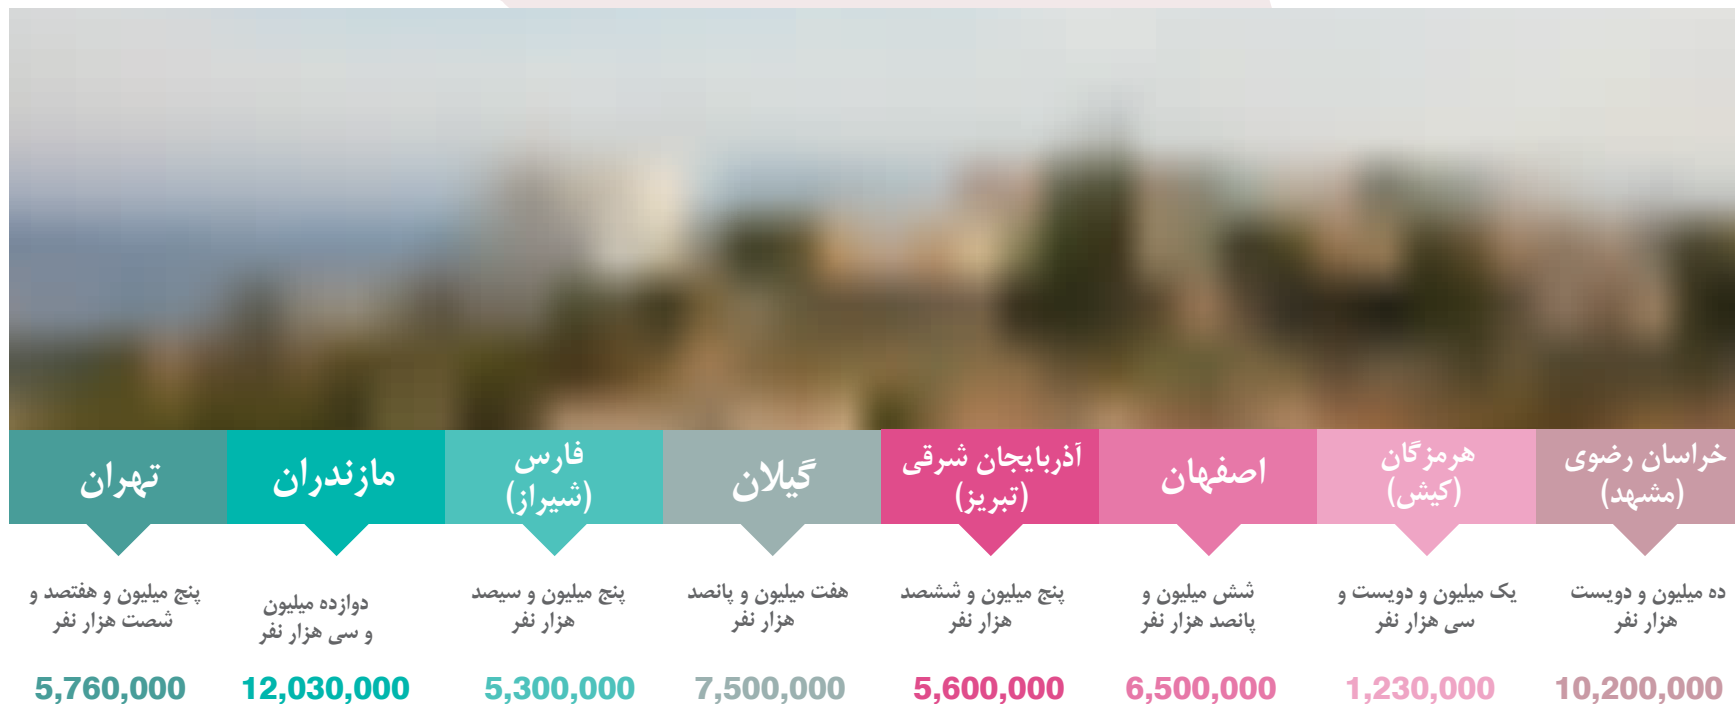 خراسان رضوی
(مشهد)
ده میلیون و دویست
هزار نفر
10,200,000
هرمزگان
(کیش)
یک میلیون و دویست و
سی هزار نفر
1,230,000
اصفهان
شش میلیون و
پانصد هزار نفر
6,500,000
آذربایجان شرقی
(تبریز)
پنج میلیون و ششصد
هزار نفر
5,600,000
گیلان
هفت میلیون و پانصد
هزار نفر
7,500,000
فارس
(شیراز)
پنج میلیون و سیصد
هزار نفر
5,300,000
مازندران
دوازده میلیون
و سی هزار نفر
12,030,000
تهران
پنج میلیون و هفتصد و
شصت هزار نفر
5,760,000